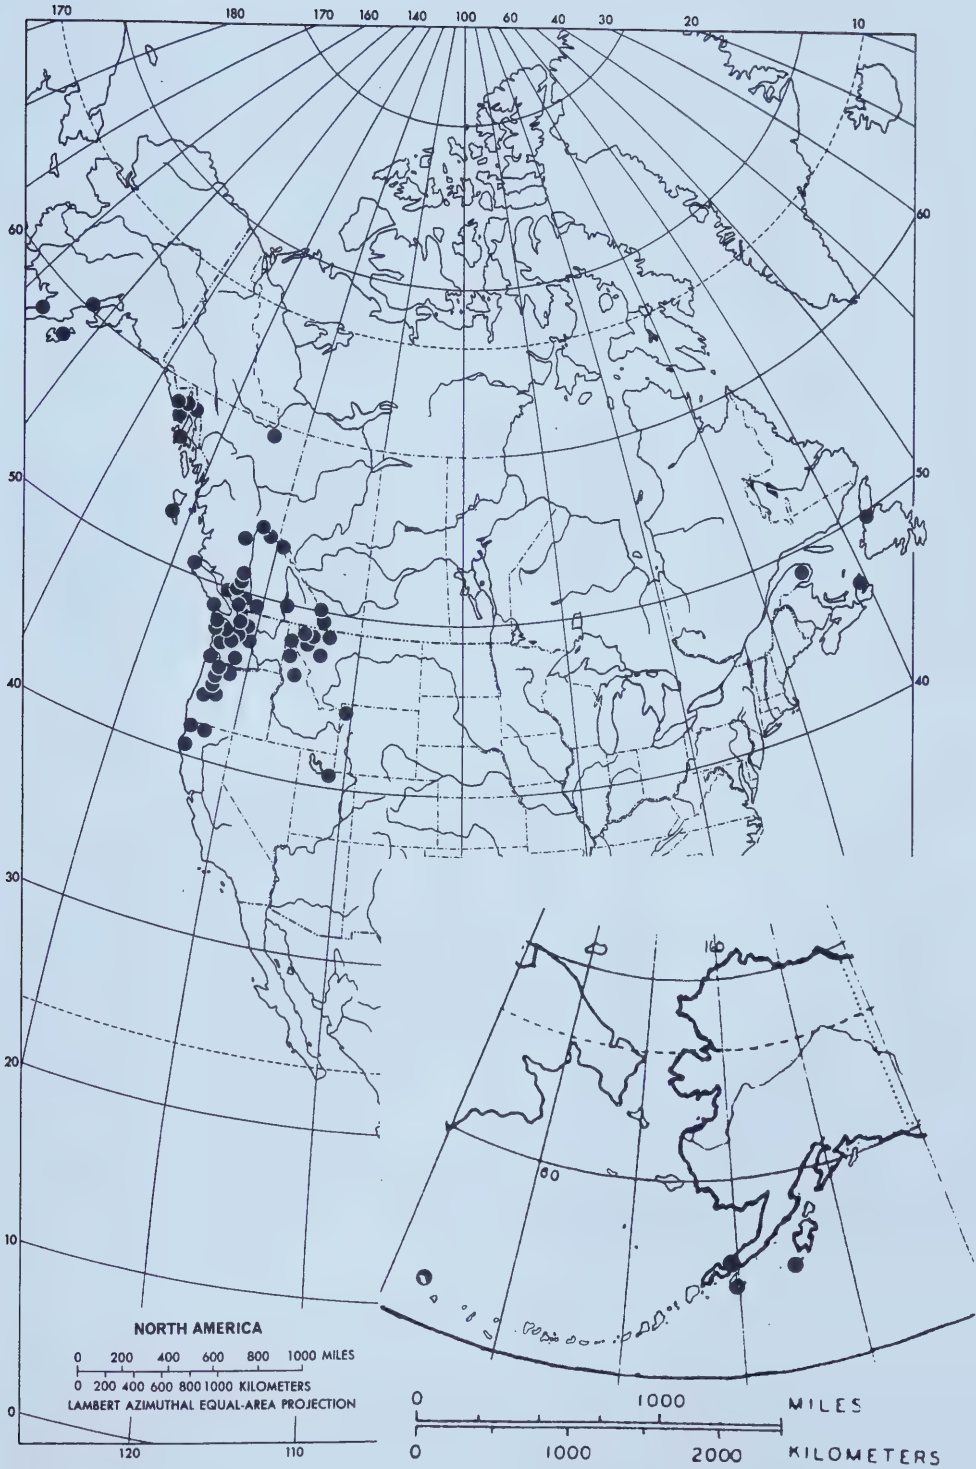 170 180 170 160 140 100 60 40 30 20 10
60 60
50 50
40 40
30
20
10
0
120 110
NORTH AMERICA
0 200 400 600 800 1000 MILES
0 200 400 600 800 1000 KILOMETERS
LAMBERT AZIMUTHAL EQUAL-AREA PROJECTION
160
60
0 1000 MILES
0 1000 2000 KILOMETERS